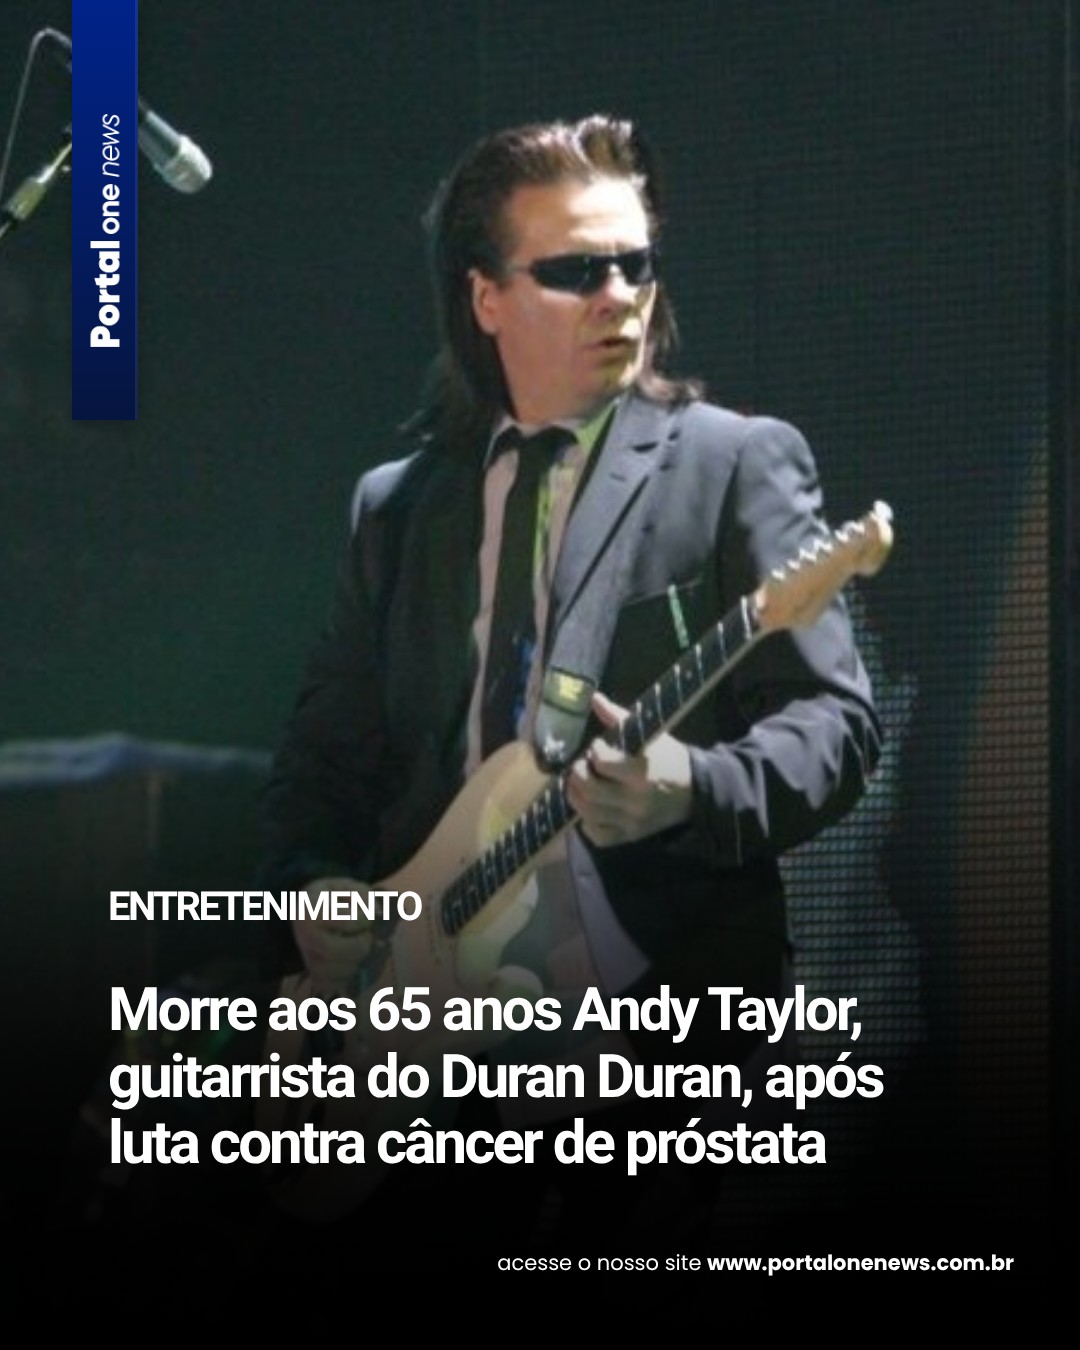 Portal one news
ENTRETENIMENTO
Morre aos 65 anos Andy Taylor,
guitarrista do Duran Duran, após
luta contra câncer de próstata
acesse o nosso site www.portalonenews.com.br